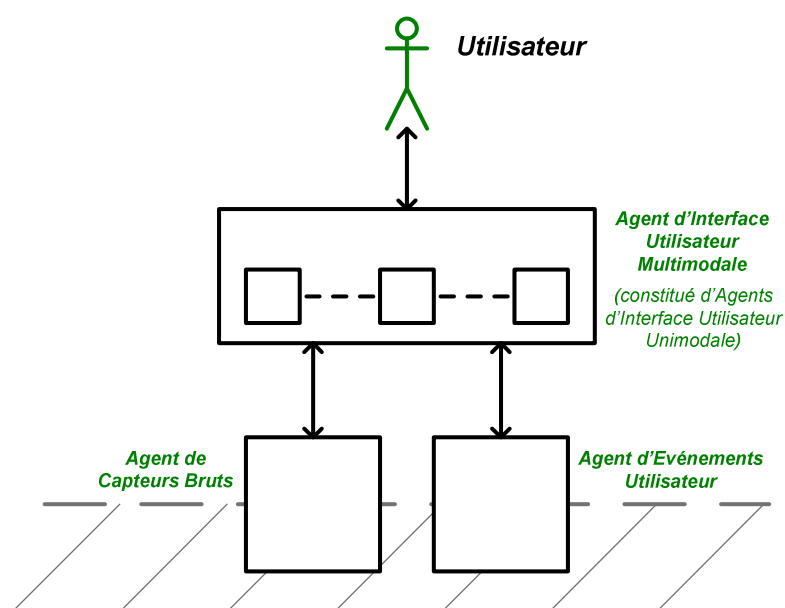 Utilisateur
Agent d'Interface
Utilisateur
Multimodale
(constitué d'Agents
d'Interface Utilisateur
Unimodale)
Agent de
Capteurs Bruts
Agent d'Evénements
Utilisateur